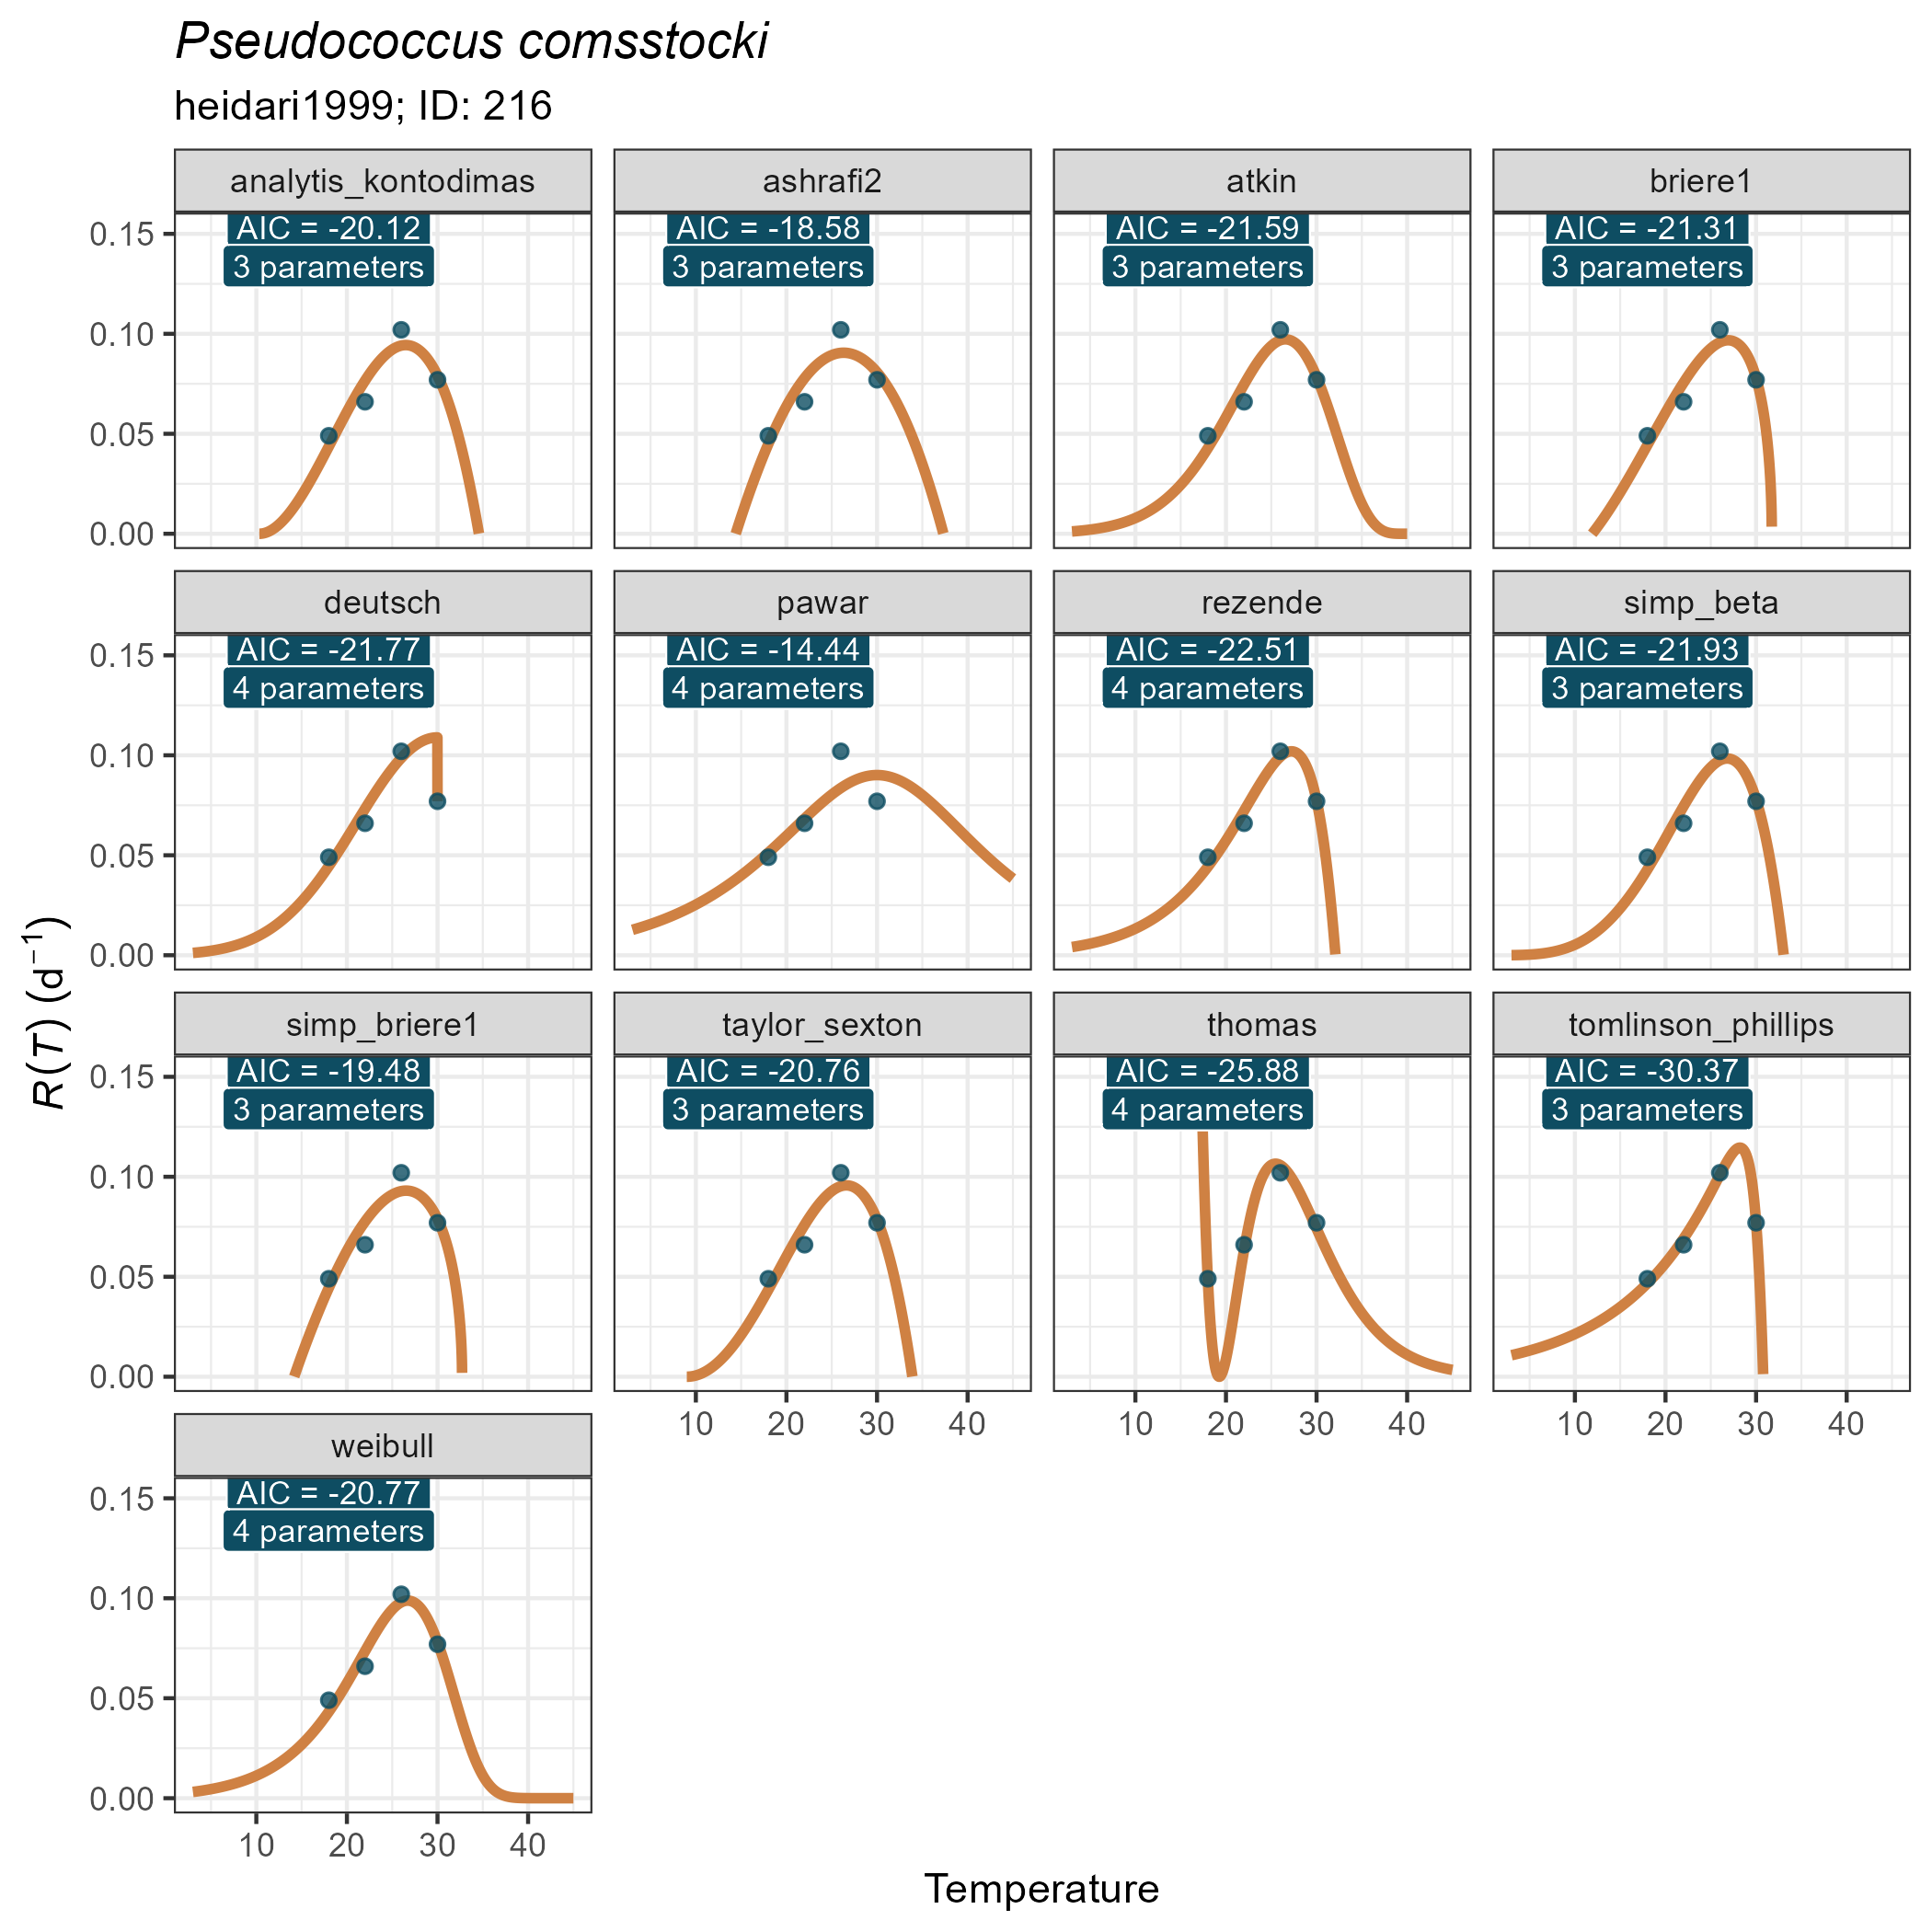 Pseudococcus comsstocki
heidari1999; ID: 216
analytis_kontodimas
ashrafi2
atkin
briere1
AIC = -20.12
3 parameters
AIC = -18.58
3 parameters
AIC = -21.59
3 parameters
AIC = -21.31
3 parameters
0.15
0.10
0.05
0.00
deutsch
pawar
rezende
simp_beta
AIC = -21.77
4 parameters
AIC = -14.44
4 parameters
AIC = -22.51
4 parameters
AIC = -21.93
3 parameters
0.15
0.10
0.05
0.00
simp_briere1
taylor_sexton
thomas
tomlinson_phillips
AIC = -19.48
3 parameters
AIC = -20.76
3 parameters
AIC = -25.88
4 parameters
AIC = -30.37
3 parameters
0.15
0.10
0.05
0.00
10 20 30 40
10 20 30 40
10 20 30 40
weibull
AIC = -20.77
4 parameters
0.15
0.10
0.05
0.00
10 20 30 40
Temperature
R(T) (d⁻¹)